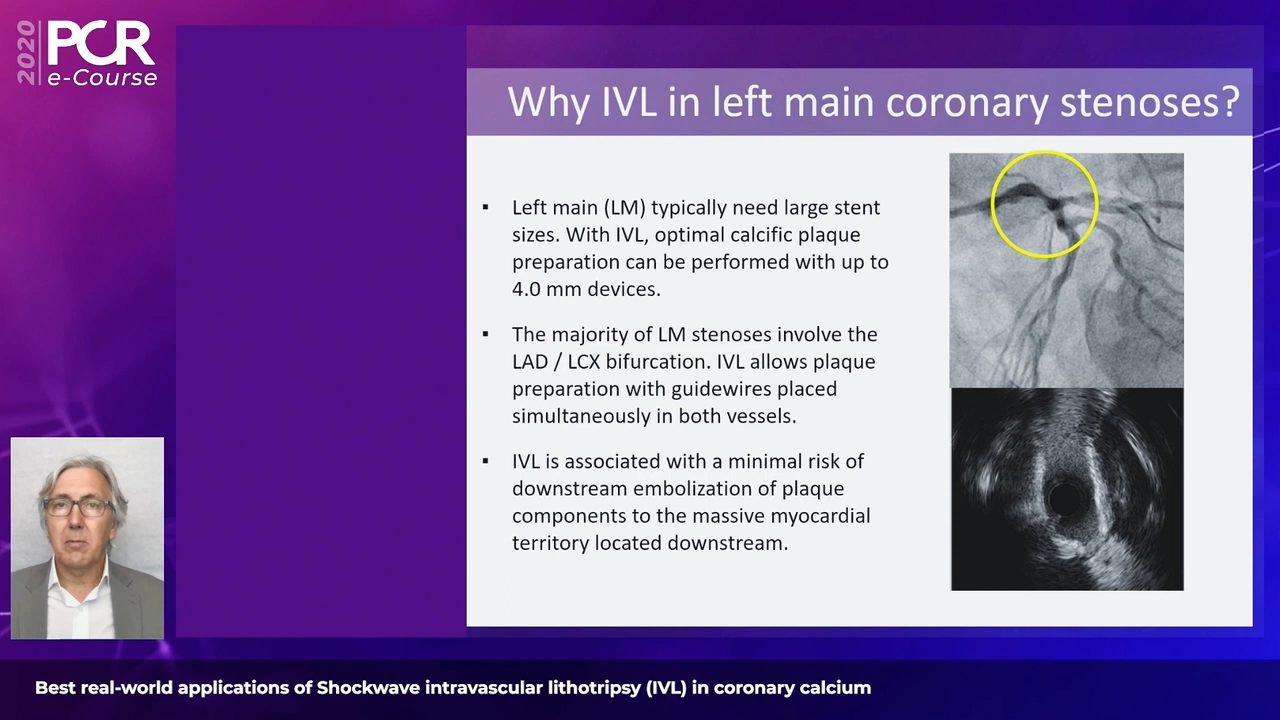 2020
PCR
e-Course
Why IVL in left main coronary stenoses?
▪ Left main (LM) typically need large stent
sizes. With IVL, optimal calcific plaque
preparation can be performed with up to
4.0 mm devices.
▪ The majority of LM stenoses involve the
LAD / LCX bifurcation. IVL allows plaque
preparation with guidewires placed
simultaneously in both vessels.
▪ IVL is associated with a minimal risk of
downstream embolization of plaque
components to the massive myocardial
territory located downstream.
Best real-world applications of Shockwave intravascular lithotripsy (IVL) in coronary calcium